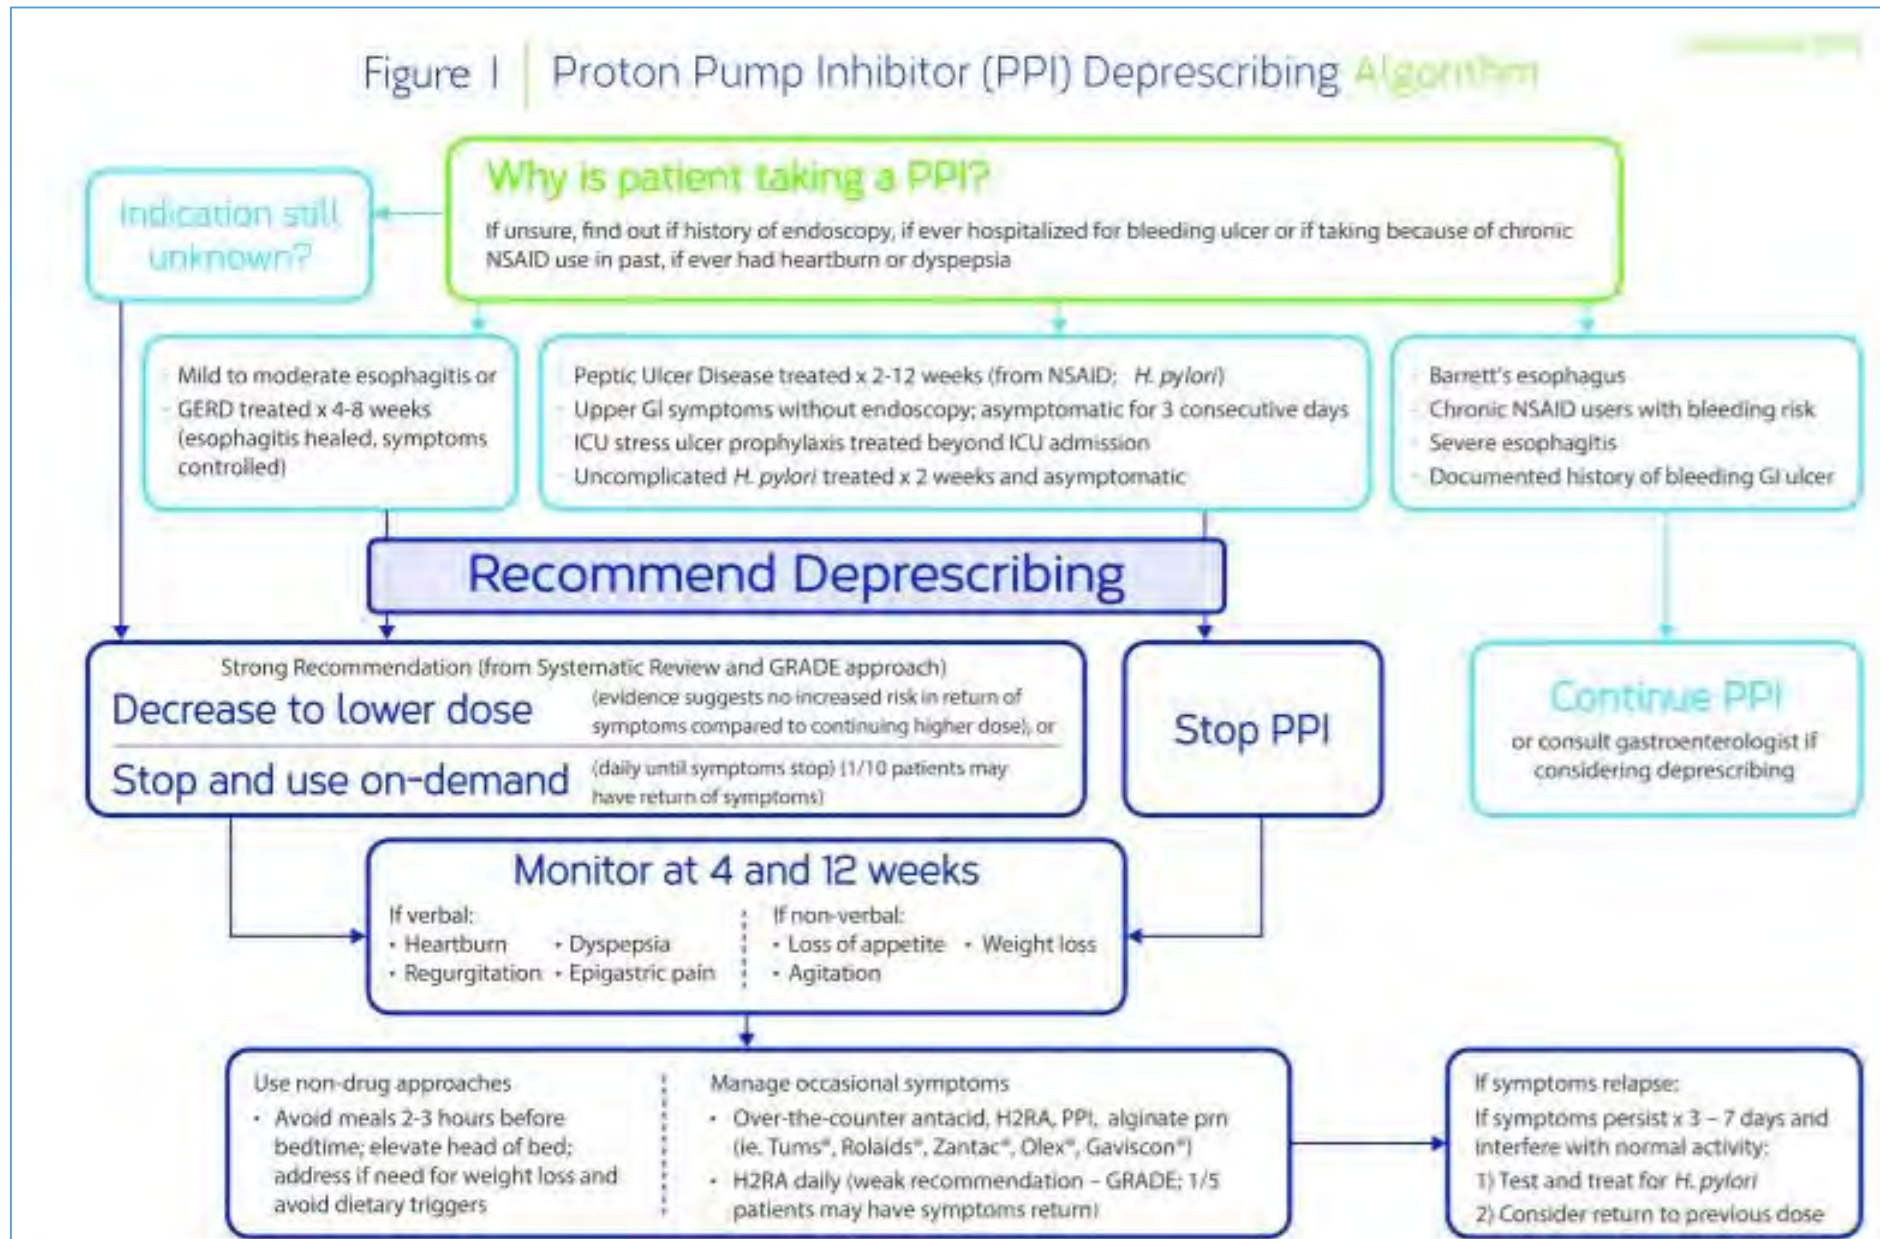 Figure 1 | Proton Pump Inhibitor (PPI) Deprescribing Algorithm
Why is patient taking a PPI?
If unsure, find out if history of endoscopy, if ever hospitalized for bleeding ulcer or if taking because of chronic
NSAID use in past, if ever had heartburn or dyspepsia
Indication still
unknown?
Mild to moderate esophagitis or
GERD treated x 4-8 weeks
(esophagitis healed, symptoms
controlled)
Peptic Ulcer Disease treated x 2-12 weeks (from NSAID; H. pylori)
Upper GI symptoms without endoscopy; asymptomatic for 3 consecutive days
ICU stress ulcer prophylaxis treated beyond ICU admission
Uncomplicated H. pylori treated x 2 weeks and asymptomatic
Barrett's esophagus
Chronic NSAID users with bleeding risk
Severe esophagitis
Documented history of bleeding GI ulcer
Recommend Deprescribing
Strong Recommendation (from Systematic Review and GRADE approach)
Decrease to lower dose
(evidence suggests no increased risk in return of
symptoms compared to continuing higher dose), or
Stop and use on-demand
(daily until symptoms stop) (1/10 patients may
have return of symptoms)
Stop PPI
Continue PPI
or consult gastroenterologist if
considering deprescribing
Monitor at 4 and 12 weeks
If verbal:
• Heartburn • Dyspepsia
• Regurgitation • Epigastric pain
If non-verbal:
• Loss of appetite • Weight loss
• Agitation
Use non-drug approaches
• Avoid meals 2-3 hours before
bedtime; elevate head of bed;
address if need for weight loss and
avoid dietary triggers
Manage occasional symptoms
• Over-the-counter antacid, H2RA, PPI, alginate prn
(ie. Tums®, Rolaids®, Zantac®, Olex®, Gaviscon®)
• H2RA daily (weak recommendation – GRADE; 1/5
patients may have symptoms return)
If symptoms relapse:
If symptoms persist x 3 – 7 days and
interfere with normal activity:
1) Test and treat for H. pylori
2) Consider return to previous dose